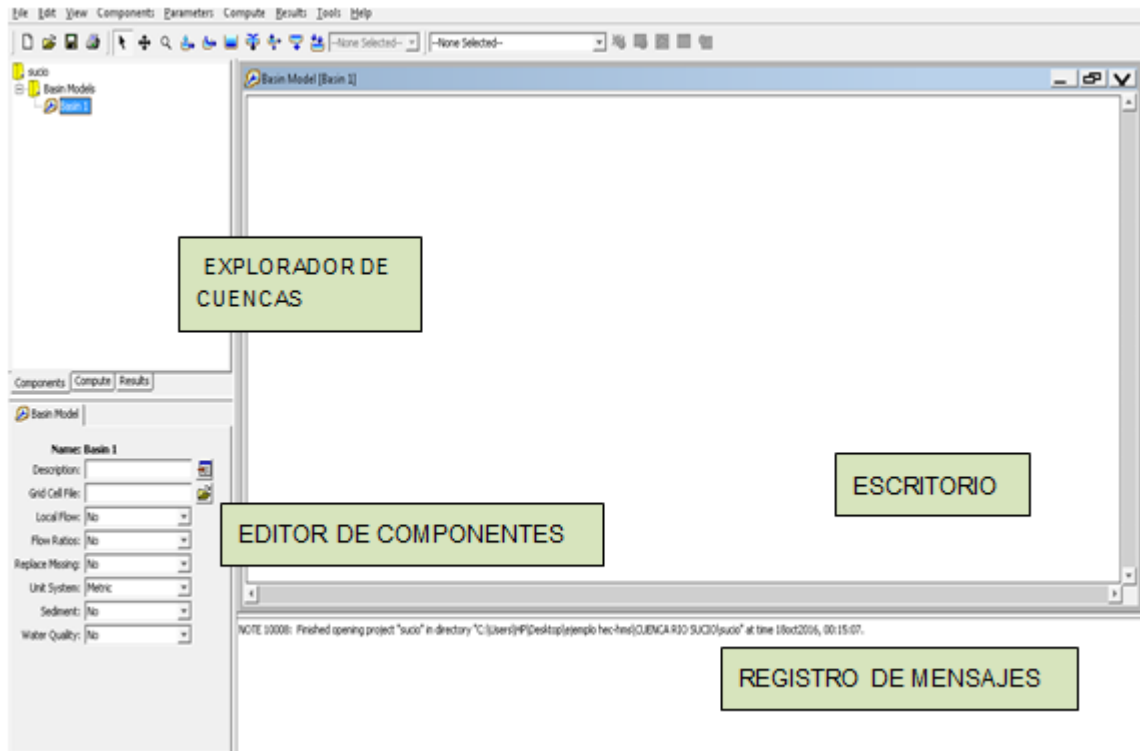 File Edit View Components Parameters Compute Results Tools Help
--None Selected-- --None Selected--
sucio
Basin Models
Basin 1
Basin Model [Basin 1]
EXPLORADOR DE
CUENCAS
Components Compute Results
Basin Model
Name: Basin 1
Description:
Grid Cell File:
Local Flow: No
Flow Ratios: No
Replace Missing: No
Unit System: Metric
Sediment: No
Water Quality: No
EDITOR DE COMPONENTES
ESCRITORIO
NOTE 10008: Finished opening project "sucio" in directory "C:\Users\HP\Desktop\ejemplo hec-hms\CUENCA RIO SUCIO\sucio" at time 18oct2016, 00:15:07.
REGISTRO DE MENSAJES